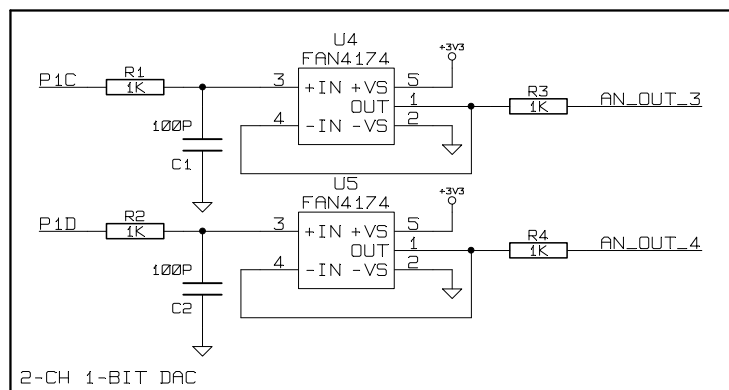 U4
FAN4174
+3V3
P1C
R1
1K
3 +IN +VS 5
OUT 1
4 -IN -VS 2
R3
1K
AN_OUT_3
100P
C1
U5
FAN4174
+3V3
P1D
R2
1K
3 +IN +VS 5
OUT 1
4 -IN -VS 2
R4
1K
AN_OUT_4
100P
C2
2-CH 1-BIT DAC